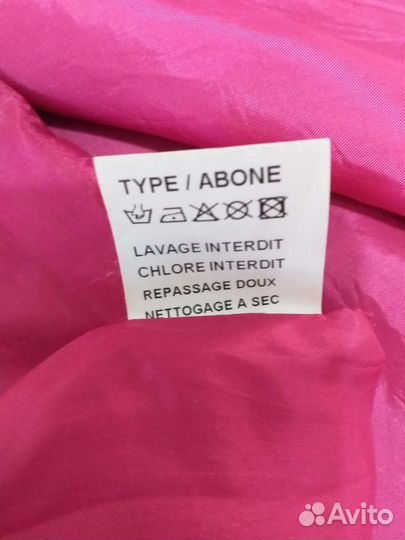 TYPE / ABONE
LAVAGE INTERDIT
CHLORE INTERDIT
REPASSAGE DOUX
NETTOGAGE A SEC
Avito